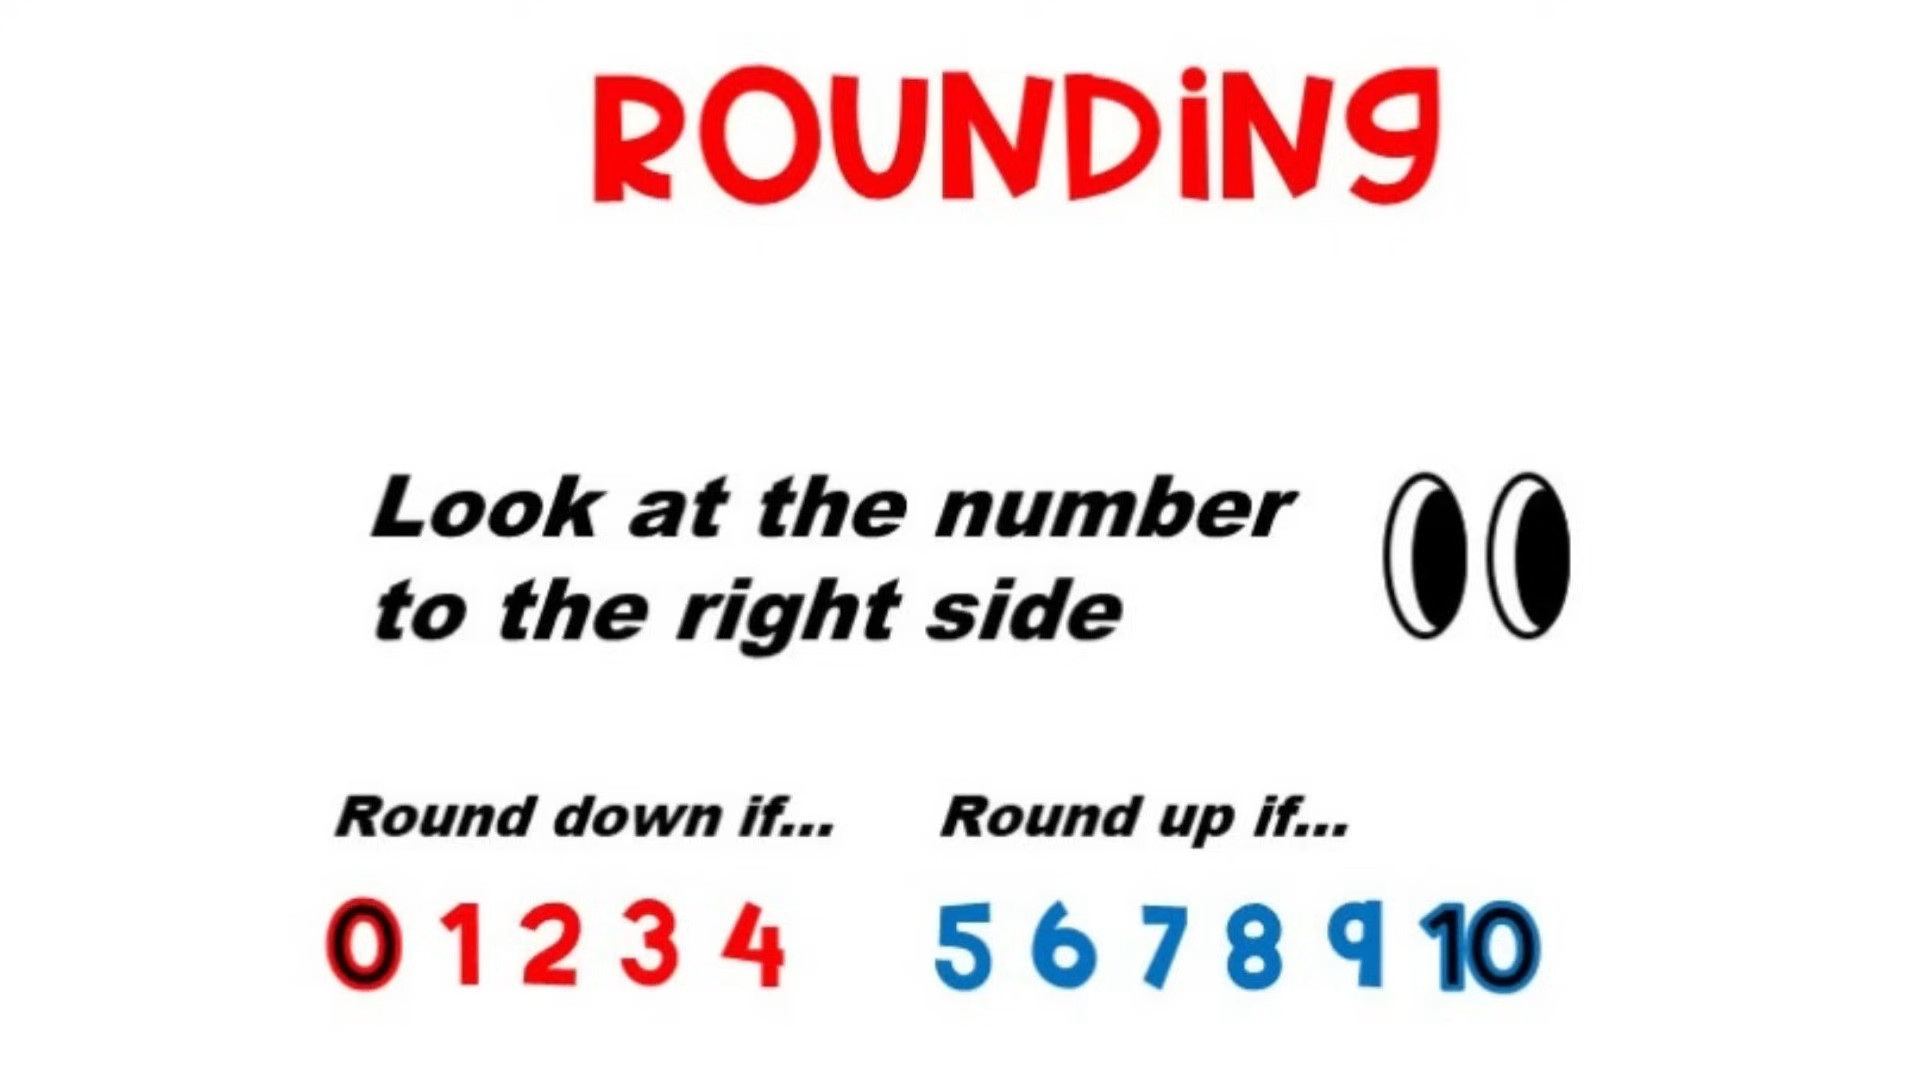 ROUNDiNg
Look at the number
to the right side
Round down if... Round up if...
0 1 2 3 4 5 6 7 8 9 10